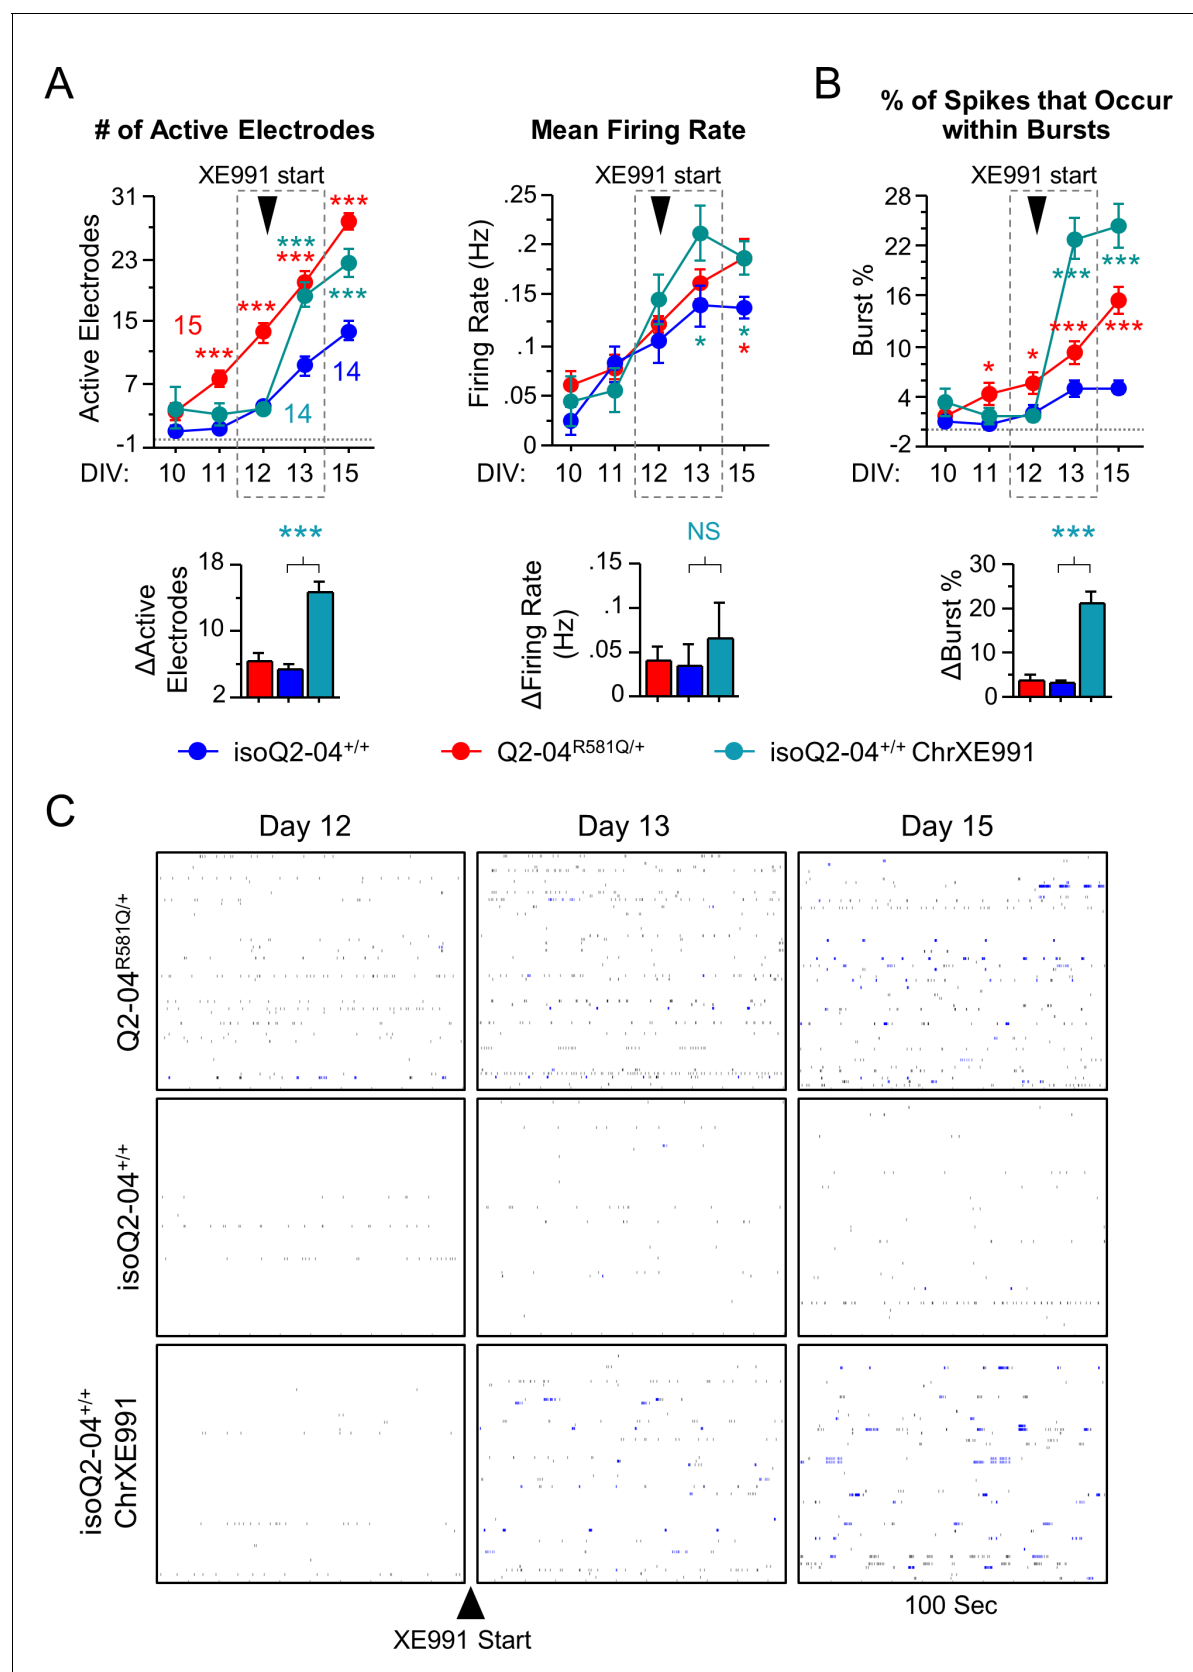 A
B
# of Active Electrodes
Mean Firing Rate
% of Spikes that Occur
within Bursts
XE991 start
XE991 start
XE991 start
Active Electrodes
31
23
15
7
-1
***
***
***
***
***
***
15
14
14
DIV: 10 11 12 13 15
Firing Rate (Hz)
.25
.2
.15
.1
.05
0
*
*
*
DIV: 10 11 12 13 15
Burst %
28
22
16
10
4
-2
*
*
***
***
***
***
DIV: 10 11 12 13 15
ΔActive
Electrodes
18
10
2
***
ΔFiring Rate
(Hz)
.15
.1
.05
0
NS
ΔBurst %
30
20
10
0
***
isoQ2-04+/+
Q2-04R581Q/+
isoQ2-04+/+ ChrXE991
C
Day 12
Day 13
Day 15
Q2-04R581Q/+
isoQ2-04+/+
isoQ2-04+/+
ChrXE991
XE991 Start
100 Sec